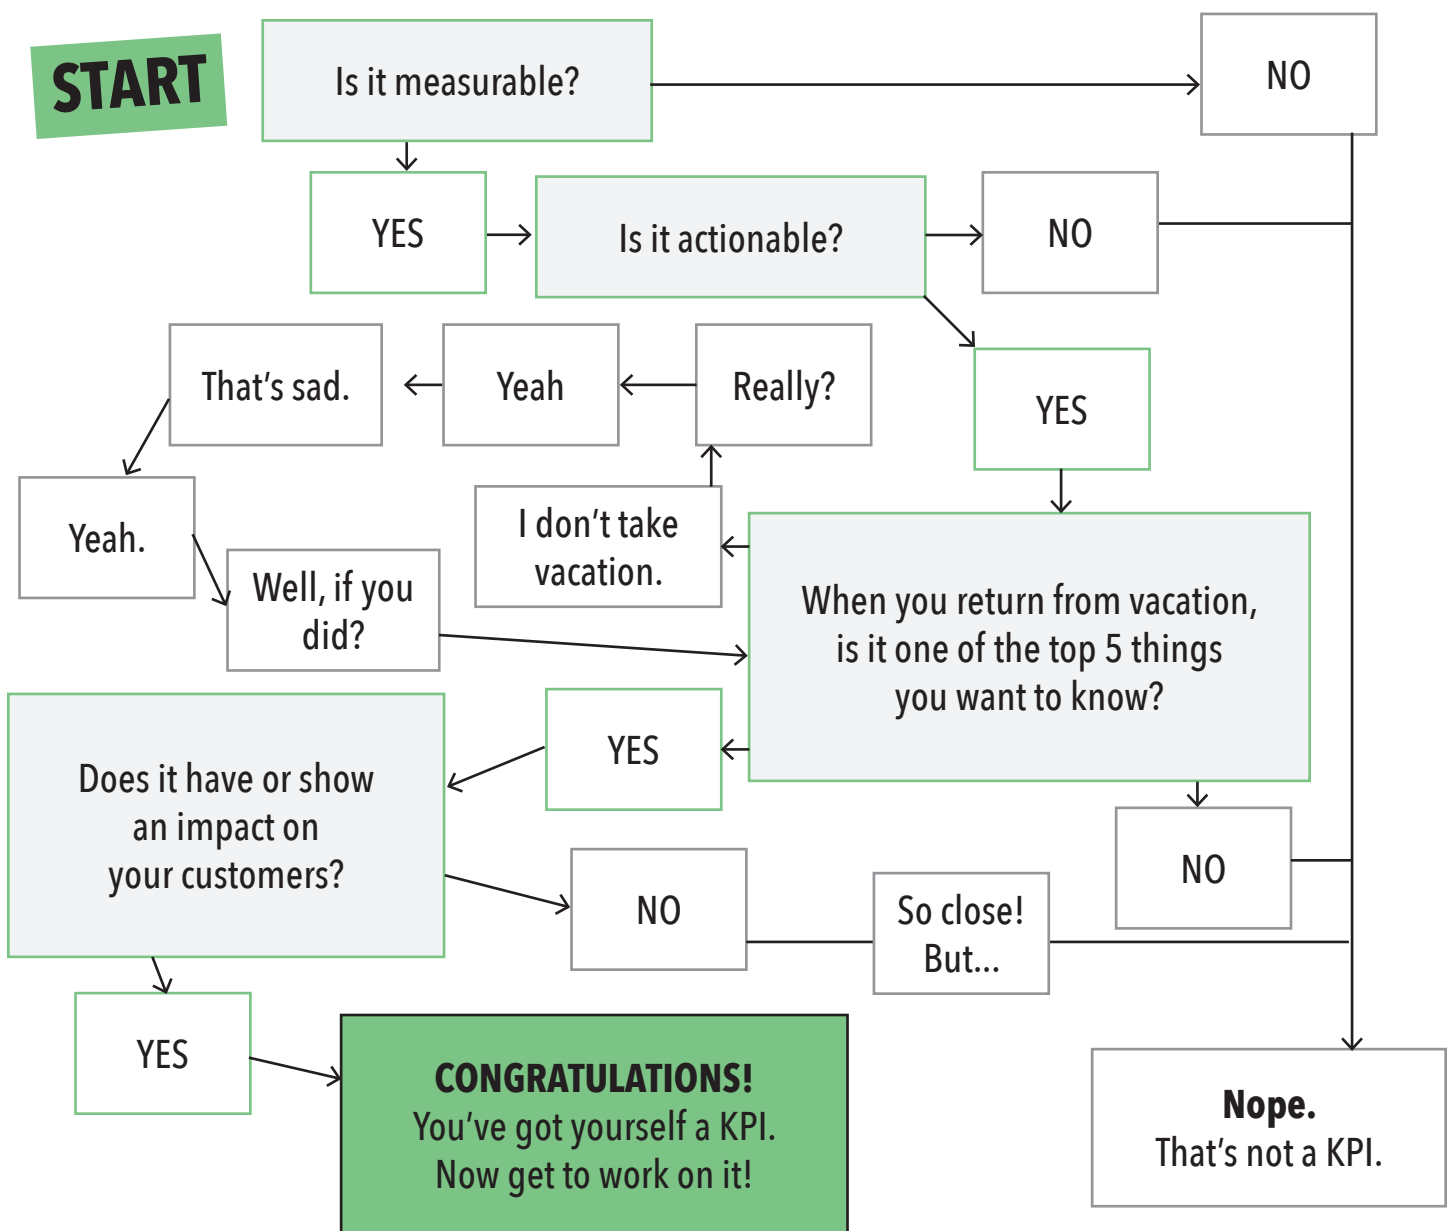 START
Is it measurable?
NO
YES
Is it actionable?
NO
That's sad.
Yeah
Really?
YES
Yeah.
I don't take
vacation.
Well, if you
did?
When you return from vacation,
is it one of the top 5 things
you want to know?
YES
Does it have or show
an impact on
your customers?
NO
NO
So close!
But...
YES
CONGRATULATIONS!
You've got yourself a KPI.
Now get to work on it!
Nope.
That's not a KPI.